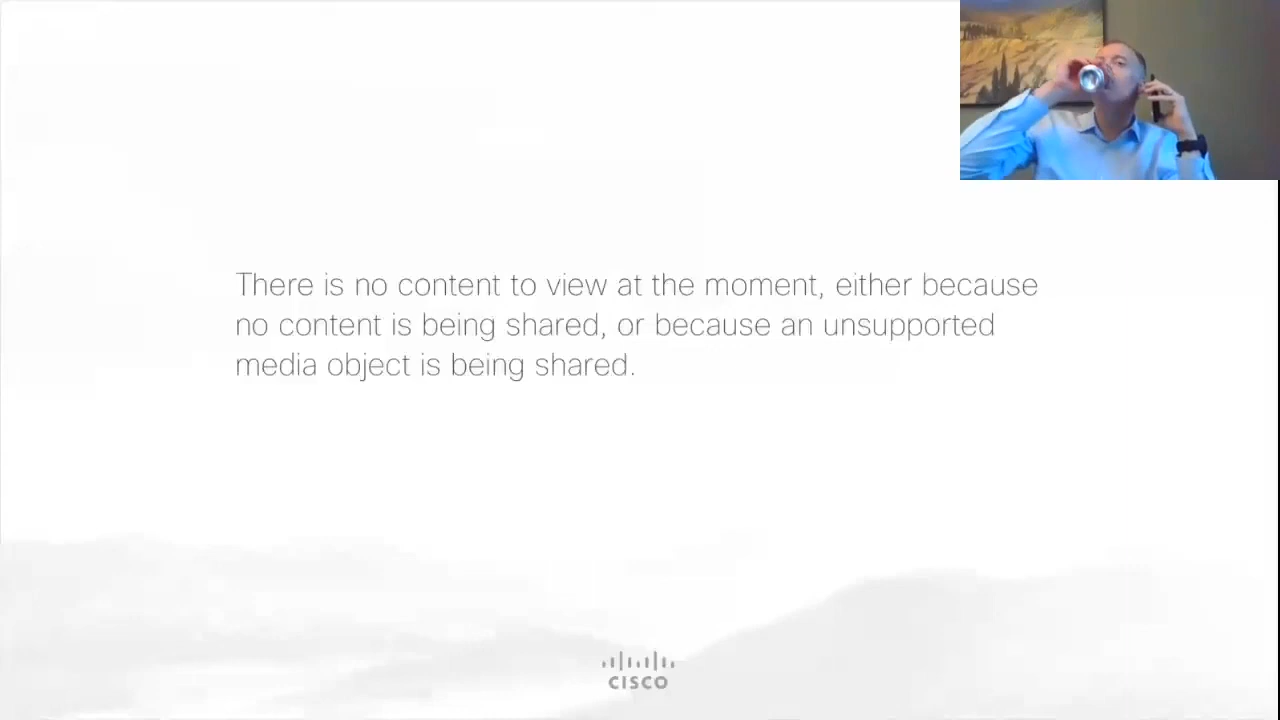 There is no content to view at the moment, either because
no content is being shared, or because an unsupported
media object is being shared.
CISCO